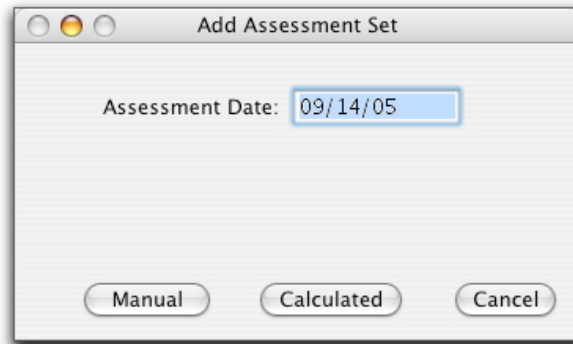 Add Assessment Set
Assessment Date: 09/14/05
Manual Calculated Cancel